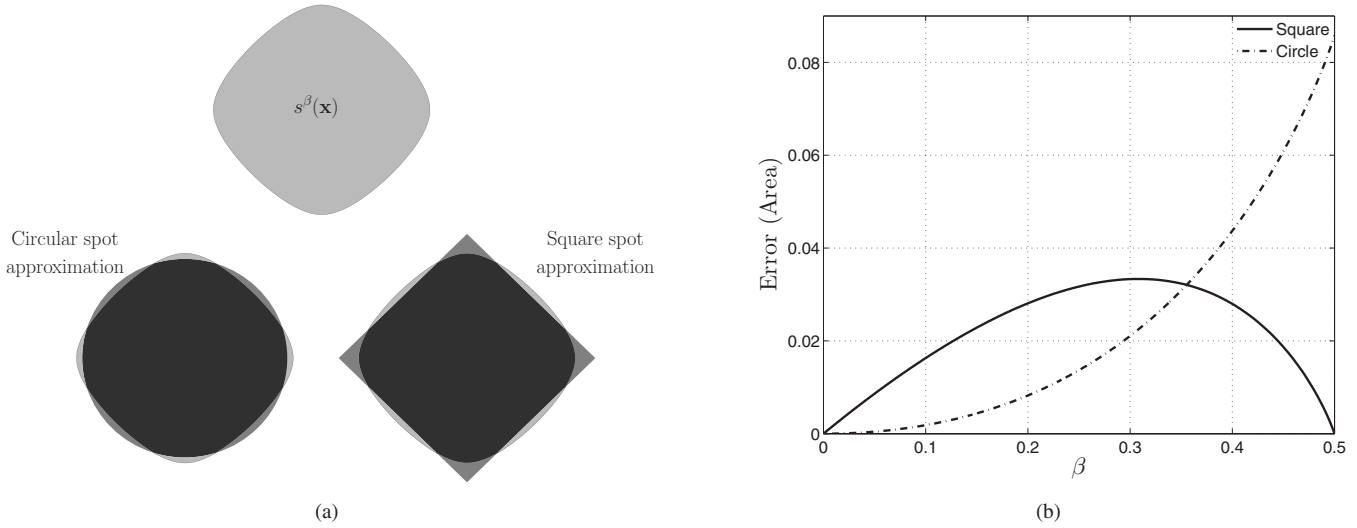 s^β(x)
Circular spot
approximation
Square spot
approximation
(a)
Square
Circle
0.08
0.06
0.04
0.02
0
Error (Area)
0
0.1
0.2
0.3
0.4
0.5
β
(b)